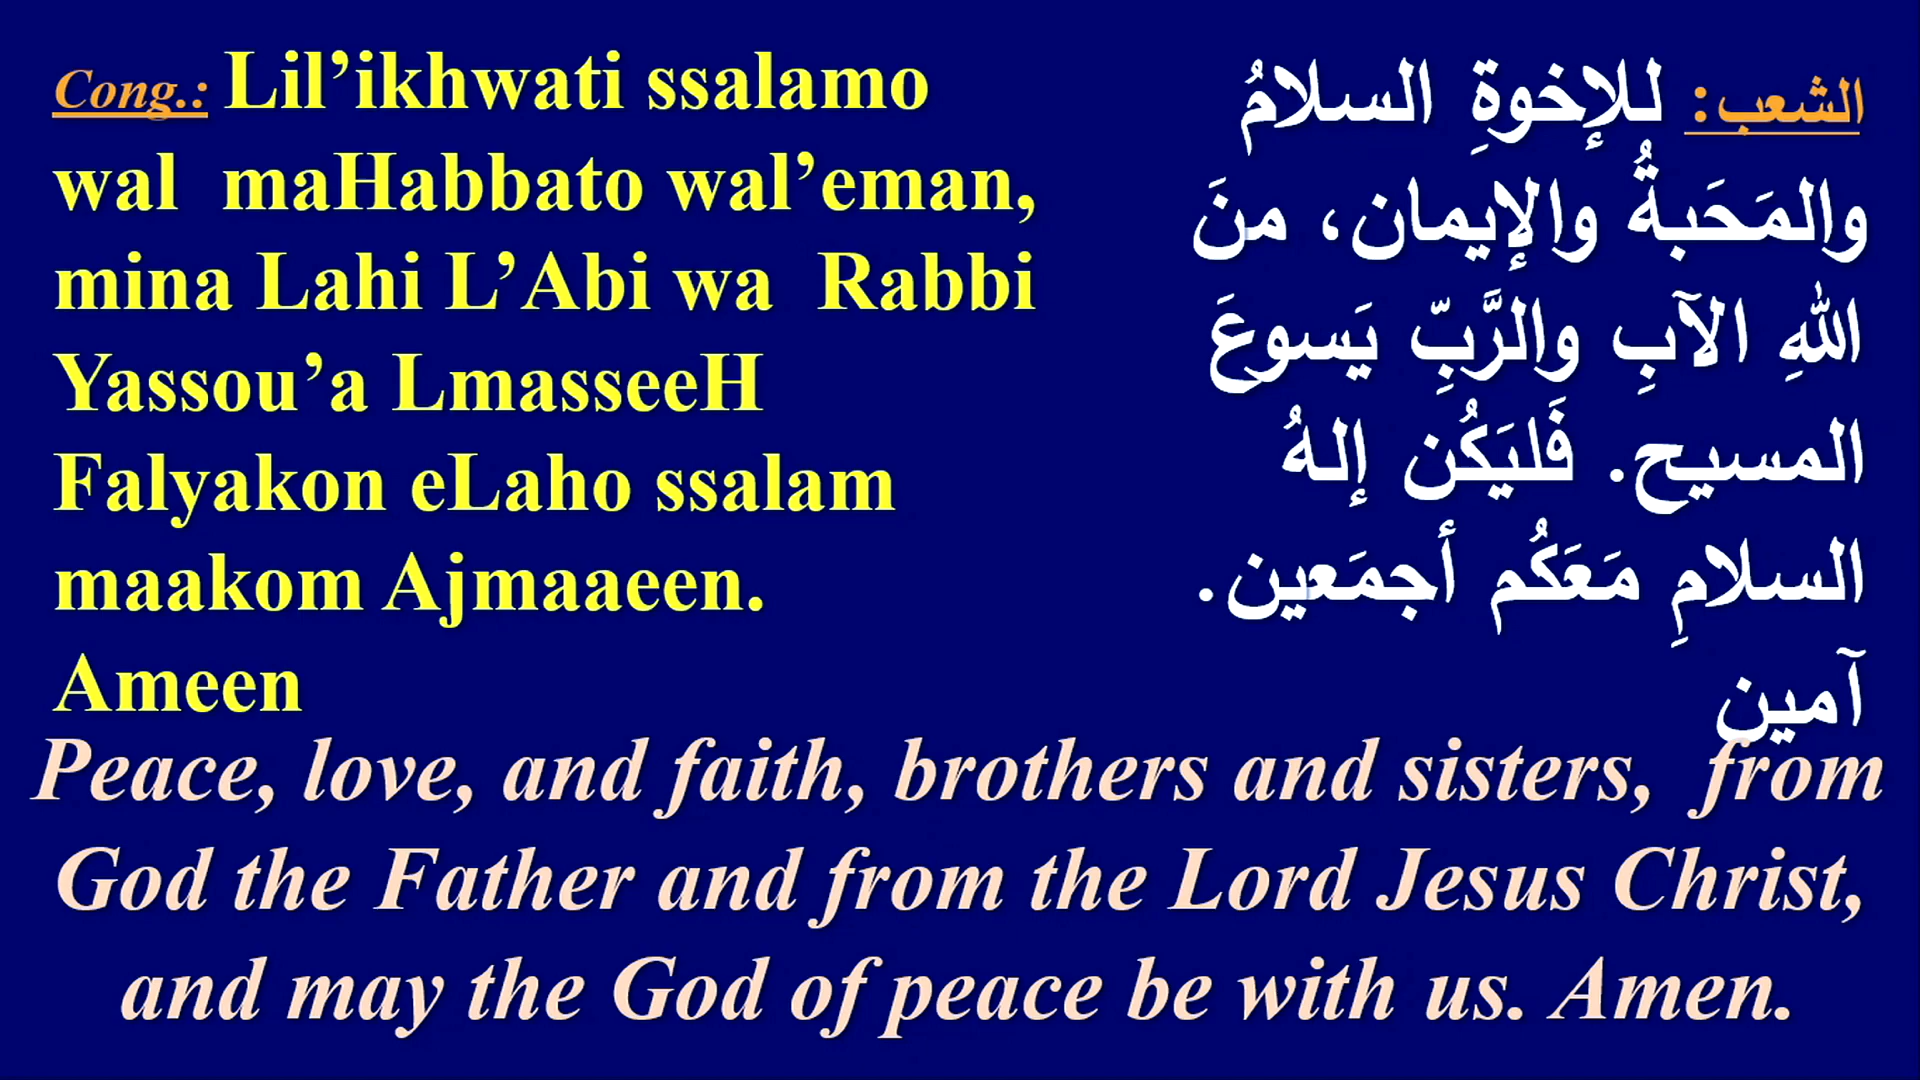 Cong.: Lil’ikhwati ssalamo
wal  maHabbato wal’eman,
mina Lahi L’Abi wa  Rabbi
Yassou’a LmasseeH
Falyakon eLaho ssalam
maakom Ajmaaeen.
Ameen
الشعب: للإخوةِ السلامُ
والمَحَبةُ والإيمان، منَ
اللهِ الآبِ والرَّبِّ يَسوعَ
المسيح. فَليَكُن إلهُ
السلامِ مَعَكُم أجمَعين.
آمين
Peace, love, and faith, brothers and sisters,  from
God the Father and from the Lord Jesus Christ,
and may the God of peace be with us. Amen.